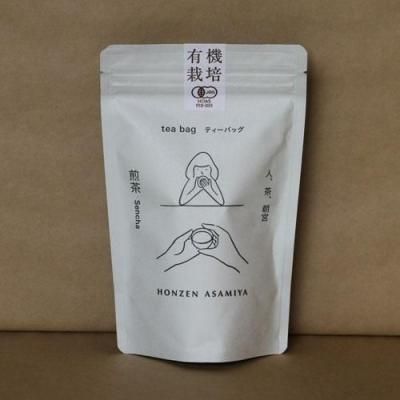 有機
栽培
JAS
tea bag ティーバッグ
煎茶
Sencha
人、茶、朝宮
HONZEN ASAMIYA